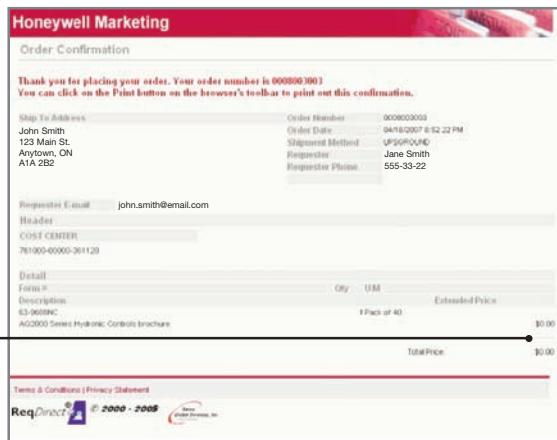 Honeywell Marketing
Order Confirmation
Thank you for placing your order. Your order number is 0008003003
You can click on the Print button on the browser's toolbar to print out this confirmation.
Ship To Address
John Smith
123 Main St.
Anytown, ON
A1A 2B2
Order Number 0008003003
Order Date 04/18/2007 8:52:22 PM
Shipment Method UPSGROUND
Requester Jane Smith
Requester Phone 555-33-22
Requester E-mail john.smith@email.com
Header
COST CENTER
761000-00000-361120
Detail
Form # Qty U/M
Description Extended Price
63-9608NC 1 Pack of 40
AQ2000 Series Hydronic Controls brochure $0.00
Total Price: $0.00
Terms & Conditions | Privacy Statement
ReqDirect © 2000 - 2005